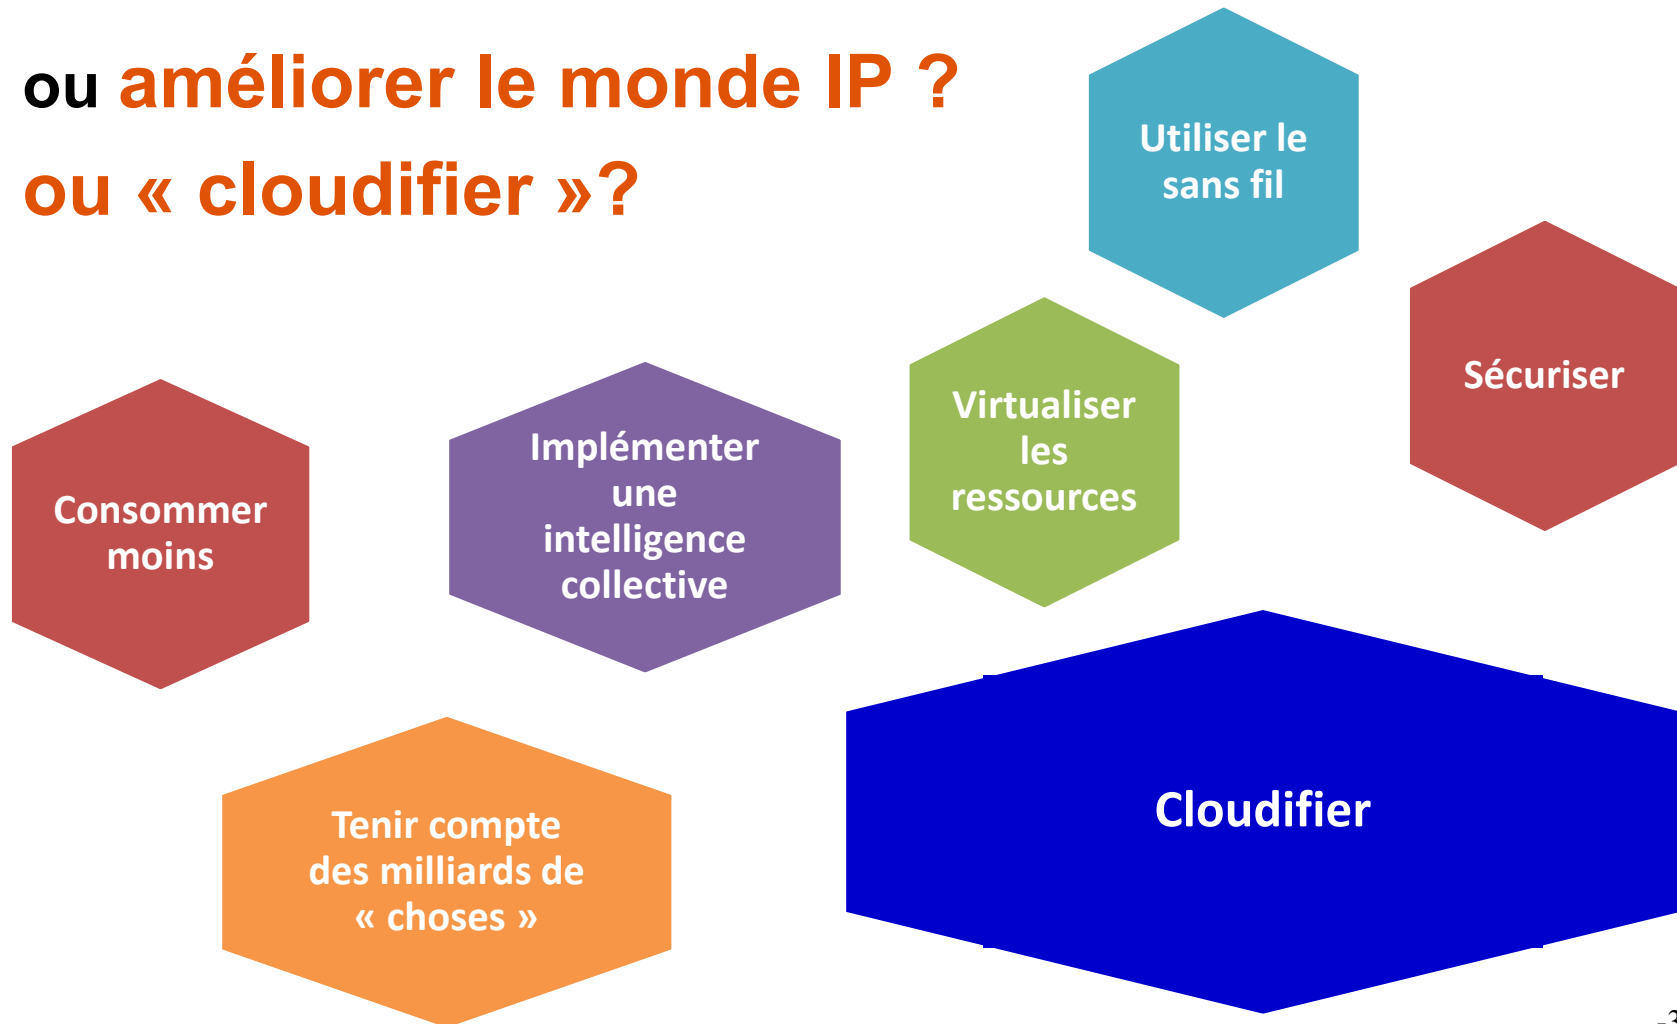 ou améliorer le monde IP ?
ou « cloudifier »?
Utiliser le
sans fil
Sécuriser
Virtualiser
les
ressources
Implémenter
une
intelligence
collective
Consommer
moins
Cloudifier
Tenir compte
des milliards de
« choses »